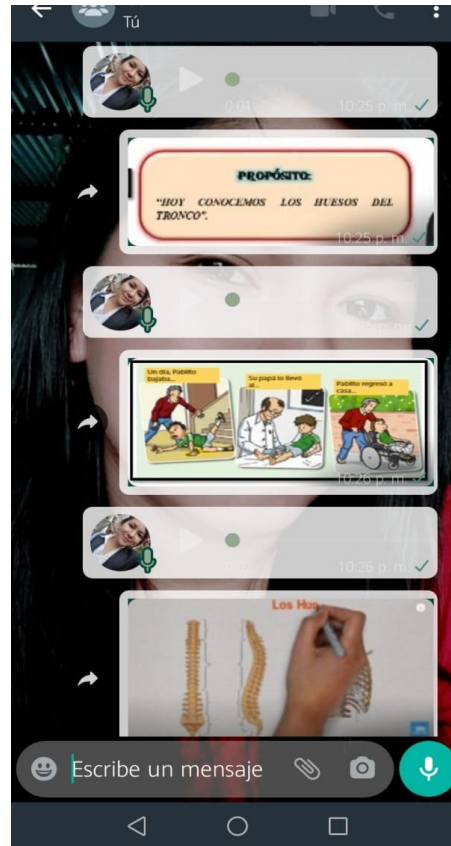 Tú
0:01
10:25 p. m.
PROPÓSITO:
"HOY CONOCEMOS LOS HUESOS DEL
TRONCO".
10:25 p. m.
Un día, Pablito
bajaba...
Su papá lo llevó
al...
Pablito regresó a
casa...
10:26 p. m.
10:26 p. m.
Los Hue
Escribe un mensaje